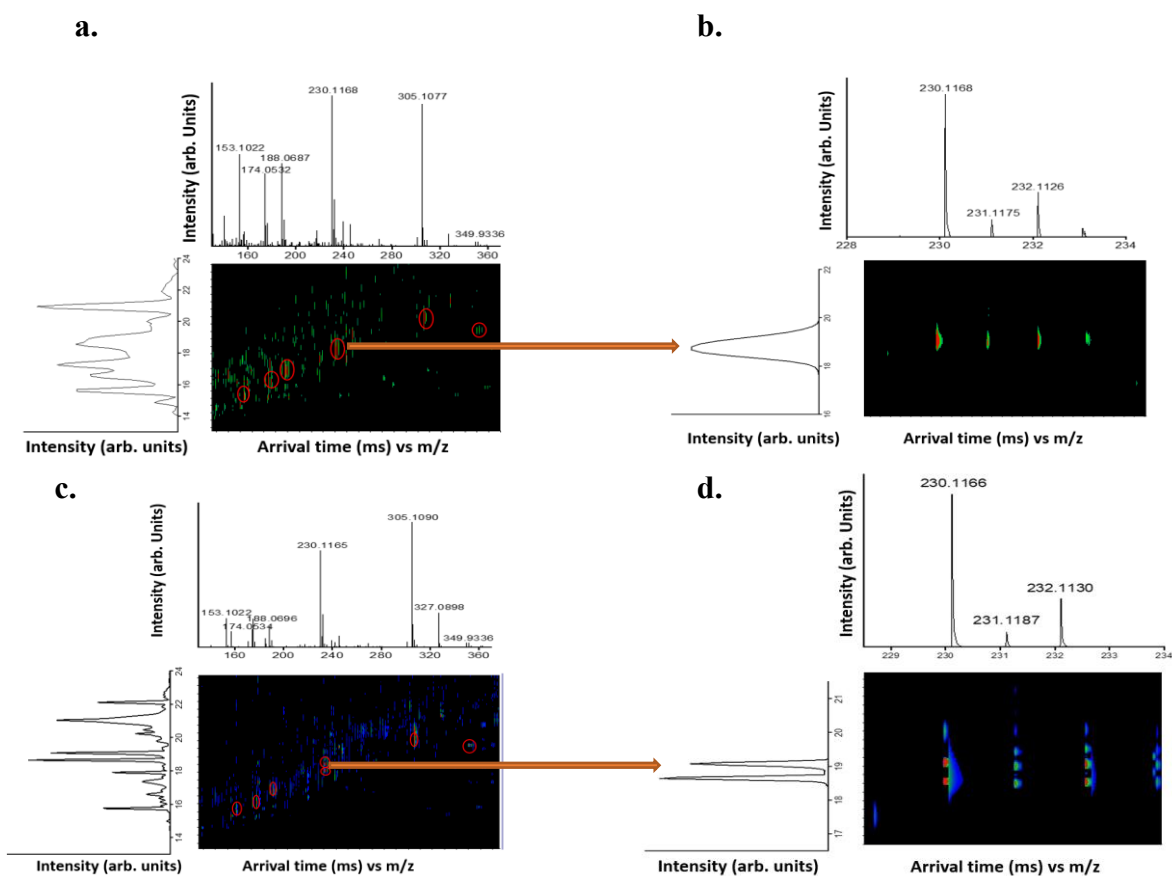 a.
Intensity (arb. Units)
230.1168
305.1077
153.1022
188.0687
174.0532
349.9336
160 200 240 280 320 360
14 16 18 20 22 24
Intensity (arb. units)
Arrival time (ms) vs m/z
b.
Intensity (arb. Units)
230.1168
232.1126
231.1175
228 230 232 234
16 19 22
Intensity (arb. units)
Arrival time (ms) vs m/z
c.
Intensity (arb. Units)
305.1090
230.1165
327.0898
153.1022
188.0696
174.0534
349.9336
160 200 240 280 320 360
14 16 18 20 22 24
Intensity (arb. units)
Arrival time (ms) vs m/z
d.
Intensity (arb. Units)
230.1166
232.1130
231.1187
229 230 231 232 233 234
17 18 19 20 21
Intensity (arb. units)
Arrival time (ms) vs m/z